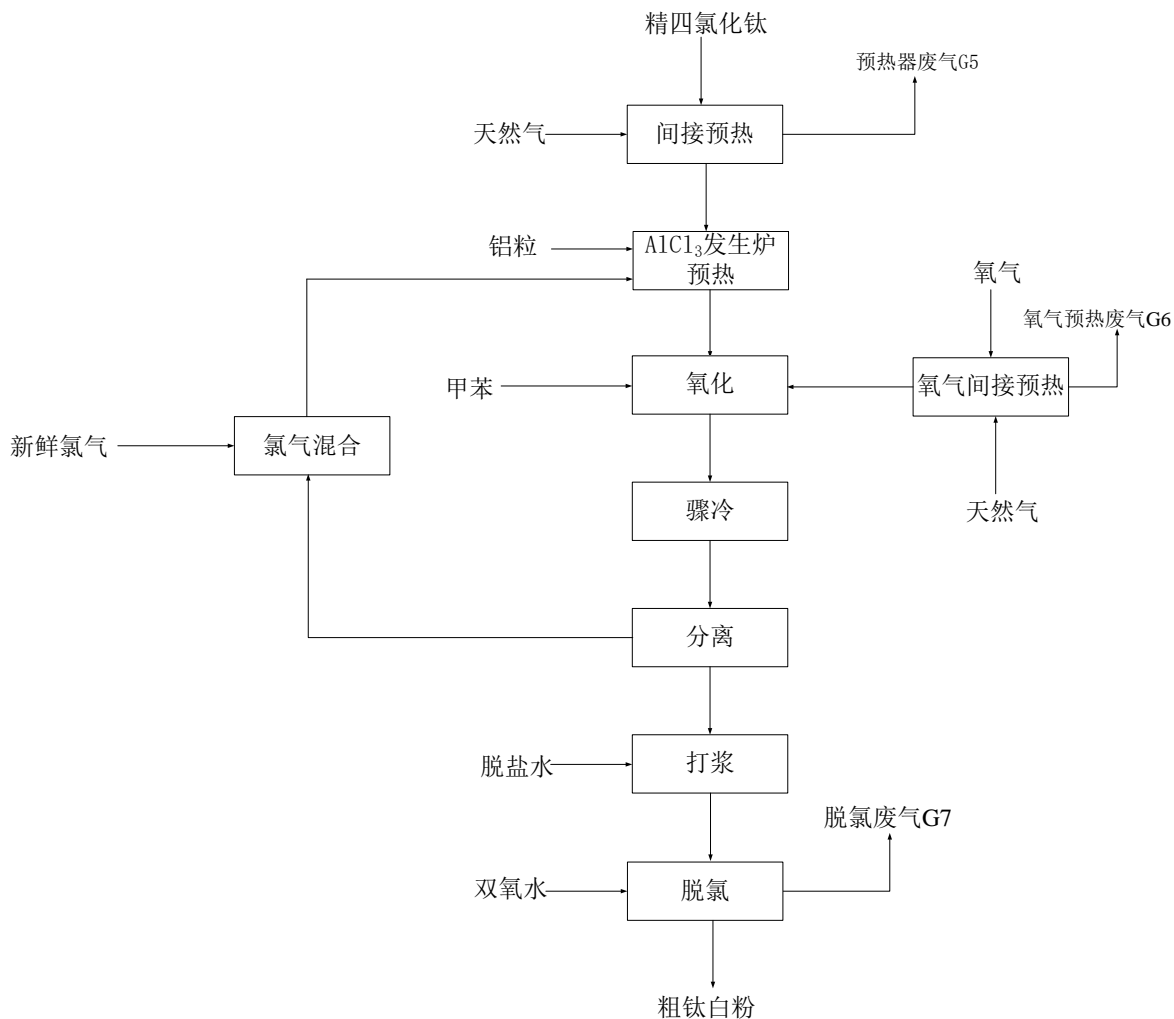 精四氯化钛
预热器废气G5
天然气
间接预热
铝粒
AlCl₃发生炉
预热
氧气
氧气预热废气G6
甲苯
氧化
氧气间接预热
新鲜氯气
氯气混合
骤冷
天然气
分离
脱盐水
打浆
脱氯废气G7
双氧水
脱氯
粗钛白粉